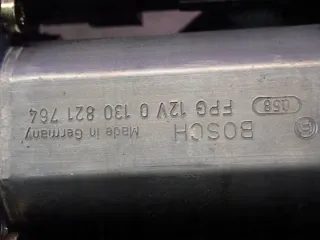 BOSCH
FPG 12V 0 130 821 764
Made in Germany
058